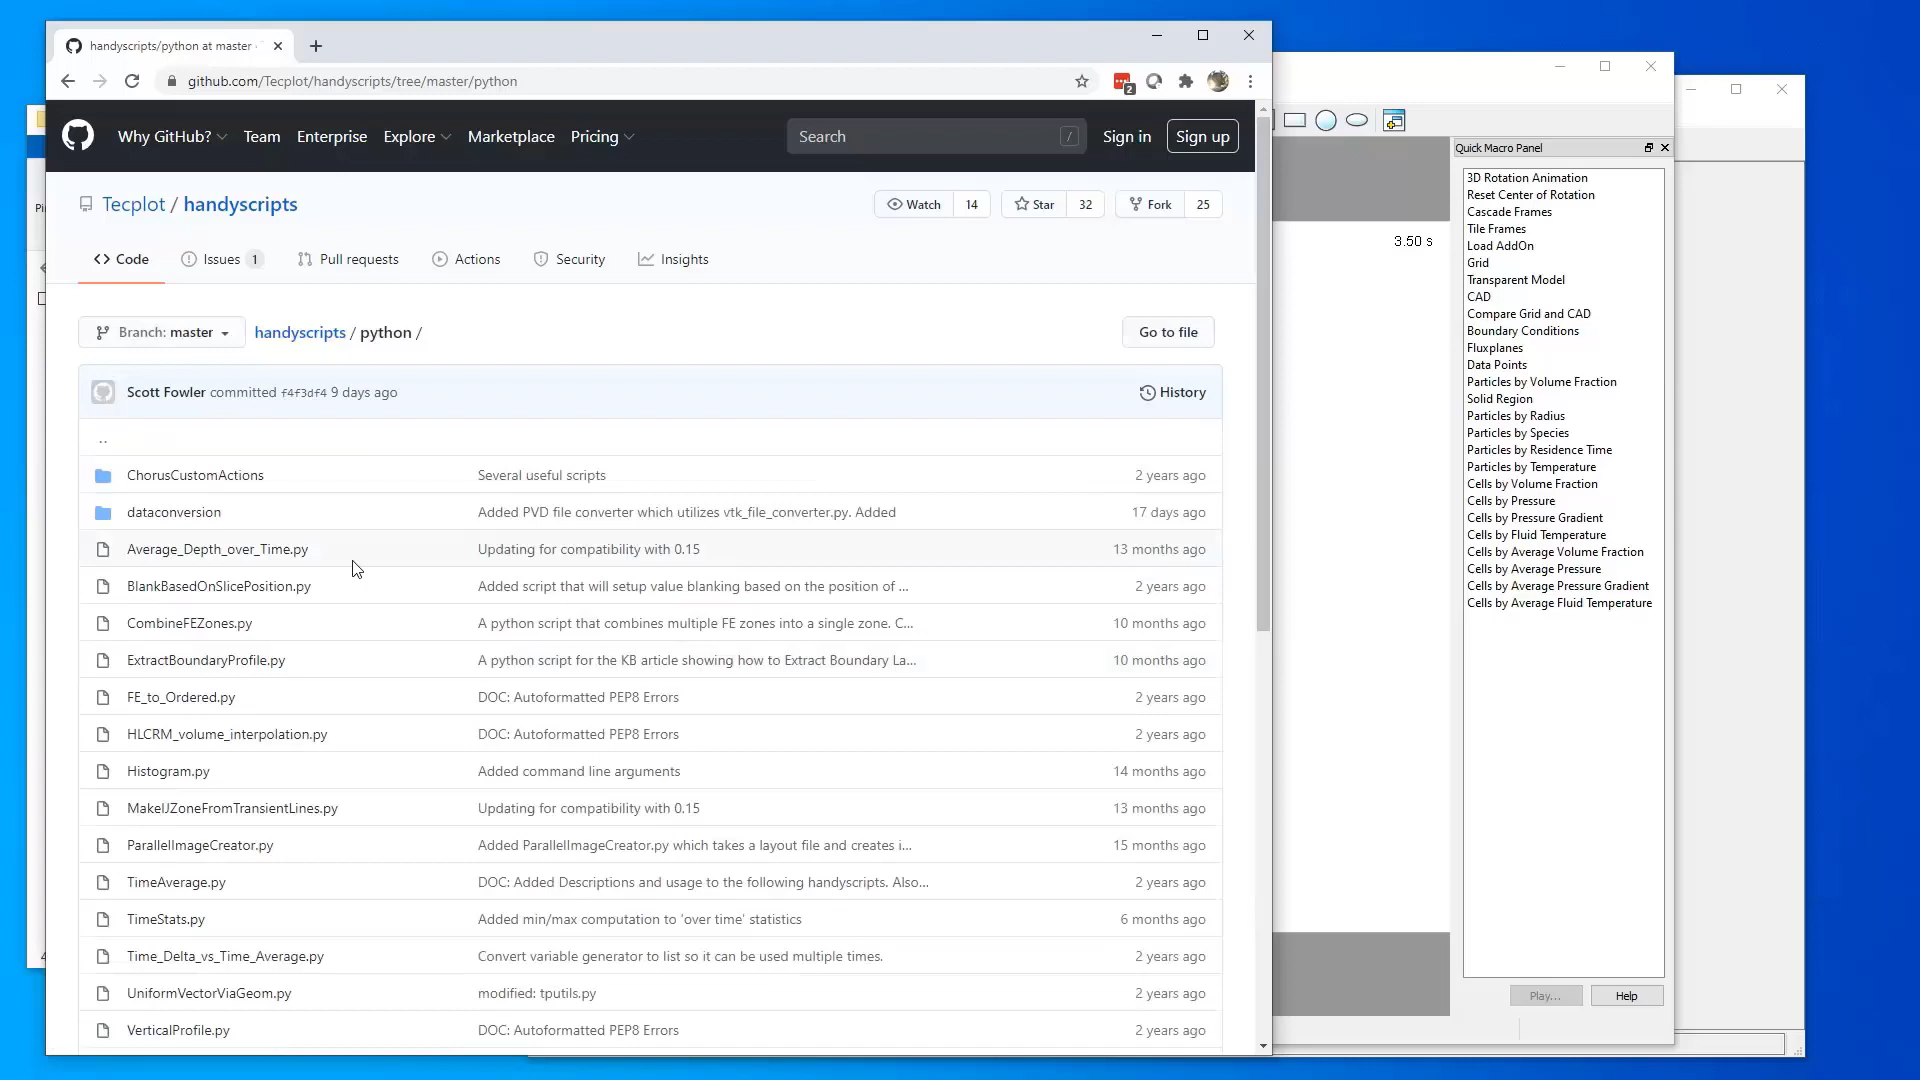 handyscripts/python at master ·
github.com/Tecplot/handyscripts/tree/master/python
2
Why GitHub? Team Enterprise Explore Marketplace Pricing Search / Sign in Sign up
Tecplot / handyscripts
Watch 14 Star 32 Fork 25
Code Issues 1 Pull requests Actions Security Insights
Branch: master handyscripts / python / Go to file
Scott Fowler committed f4f3df4 9 days ago History
..
ChorusCustomActions Several useful scripts 2 years ago
dataconversion Added PVD file converter which utilizes vtk_file_converter.py. Added 17 days ago
Average_Depth_over_Time.py Updating for compatibility with 0.15 13 months ago
BlankBasedOnSlicePosition.py Added script that will setup value blanking based on the position of ... 2 years ago
CombineFEZones.py A python script that combines multiple FE zones into a single zone. C... 10 months ago
ExtractBoundaryProfile.py A python script for the KB article showing how to Extract Boundary La... 10 months ago
FE_to_Ordered.py DOC: Autoformatted PEP8 Errors 2 years ago
HLCRM_volume_interpolation.py DOC: Autoformatted PEP8 Errors 2 years ago
Histogram.py Added command line arguments 14 months ago
MakeIJZoneFromTransientLines.py Updating for compatibility with 0.15 13 months ago
ParallelImageCreator.py Added ParallelImageCreator.py which takes a layout file and creates i... 15 months ago
TimeAverage.py DOC: Added Descriptions and usage to the following handyscripts. Also... 2 years ago
TimeStats.py Added min/max computation to 'over time' statistics 6 months ago
Time_Delta_vs_Time_Average.py Convert variable generator to list so it can be used multiple times. 2 years ago
UniformVectorViaGeom.py modified: tputils.py 2 years ago
VerticalProfile.py DOC: Autoformatted PEP8 Errors 2 years ago
3.50 s
Quick Macro Panel
3D Rotation Animation
Reset Center of Rotation
Cascade Frames
Tile Frames
Load AddOn
Grid
Transparent Model
CAD
Compare Grid and CAD
Boundary Conditions
Fluxplanes
Data Points
Particles by Volume Fraction
Solid Region
Particles by Radius
Particles by Species
Particles by Residence Time
Particles by Temperature
Cells by Volume Fraction
Cells by Pressure
Cells by Pressure Gradient
Cells by Fluid Temperature
Cells by Average Volume Fraction
Cells by Average Pressure
Cells by Average Pressure Gradient
Cells by Average Fluid Temperature
Play... Help